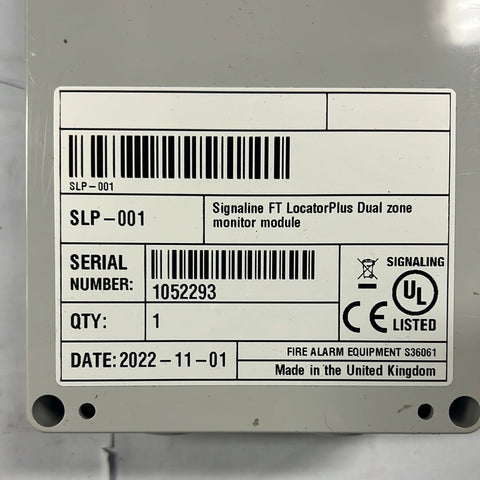 SLP-001
SLP-001
Signaline FT LocatorPlus Dual zone
monitor module
SERIAL
NUMBER:
1052293
SIGNALING
UL
CE LISTED
QTY:
1
DATE: 2022-11-01
FIRE ALARM EQUIPMENT S36061
Made in the United Kingdom